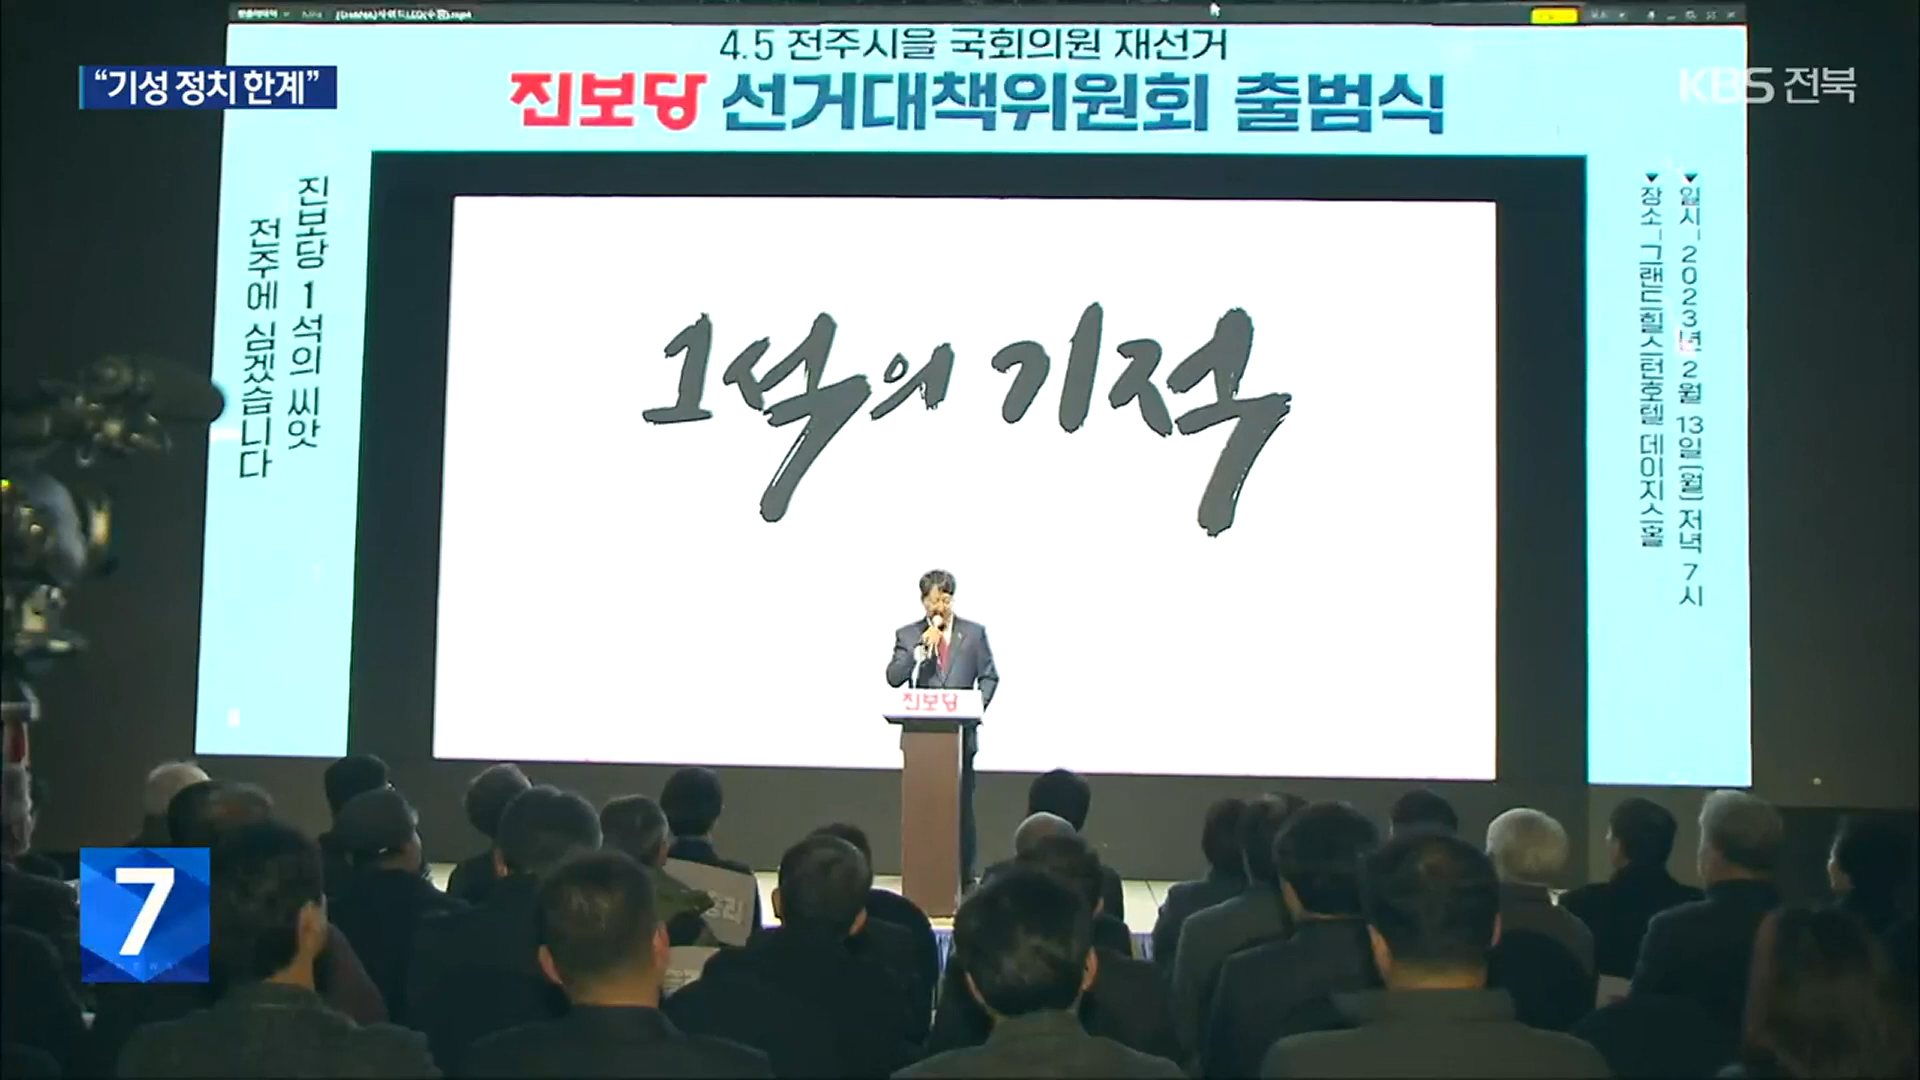 “기성 정치 한계”
KBS 전북
4.5 전주시을 국회의원 재선거
진보당 선거대책위원회 출범식
진보당 1석의 씨앗
전주에 심겠습니다
▼일시 | 2023년 2월 13일(월) 저녁 7시
▼장소 | 그랜드힐스턴호텔 데이지스홀
1석의 기적
진보당
7
NEWS